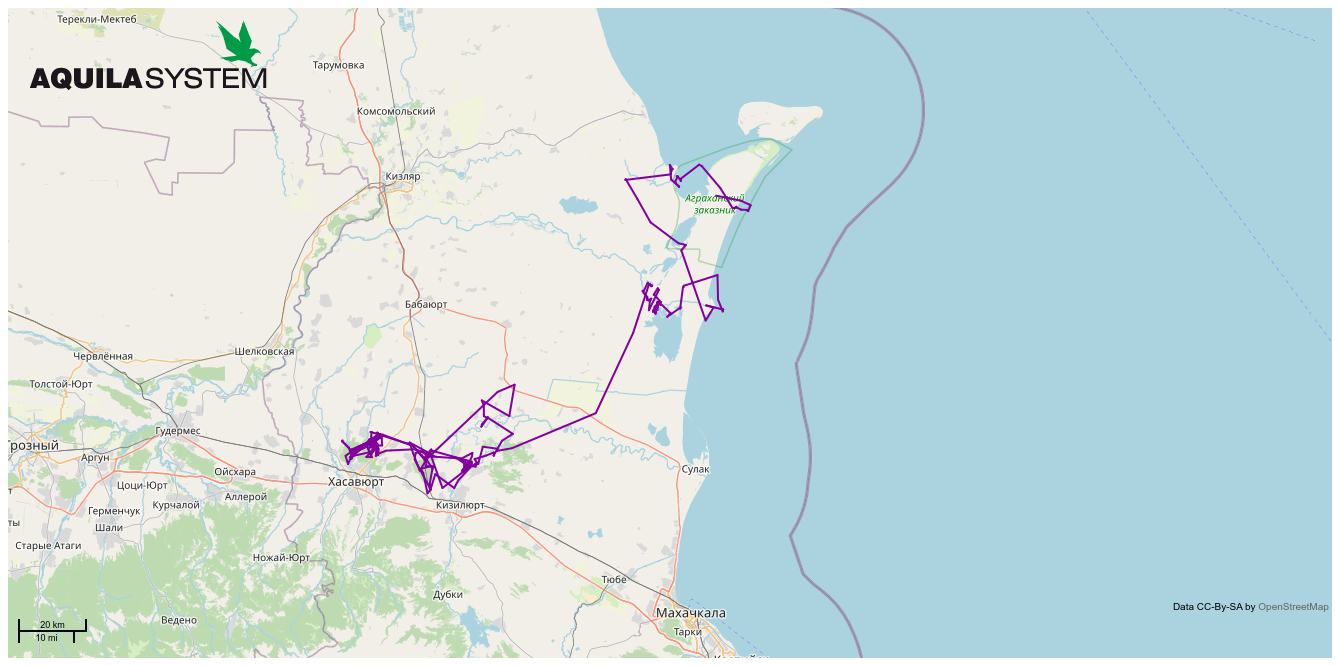 Терекли-Мектеб
AQUILASYSTEM
Тарумовка
Комсомольский
Кизляр
Аграханский
заказник
Бабаюрт
Шелковская
Червлённая
Толстой-Юрт
Гудермес
Грозный
Аргун
Сулак
Ойсхара
Хасавюрт
Цоци-Юрт
Аллерой
Курчалой
Кизилюрт
Герменчук
Шали
Старые Атаги
Ножай-Юрт
Тюбе
Дубки
Data CC-By-SA by OpenStreetMap
Махачкала
Ведено
20 km
10 mi
Тарки